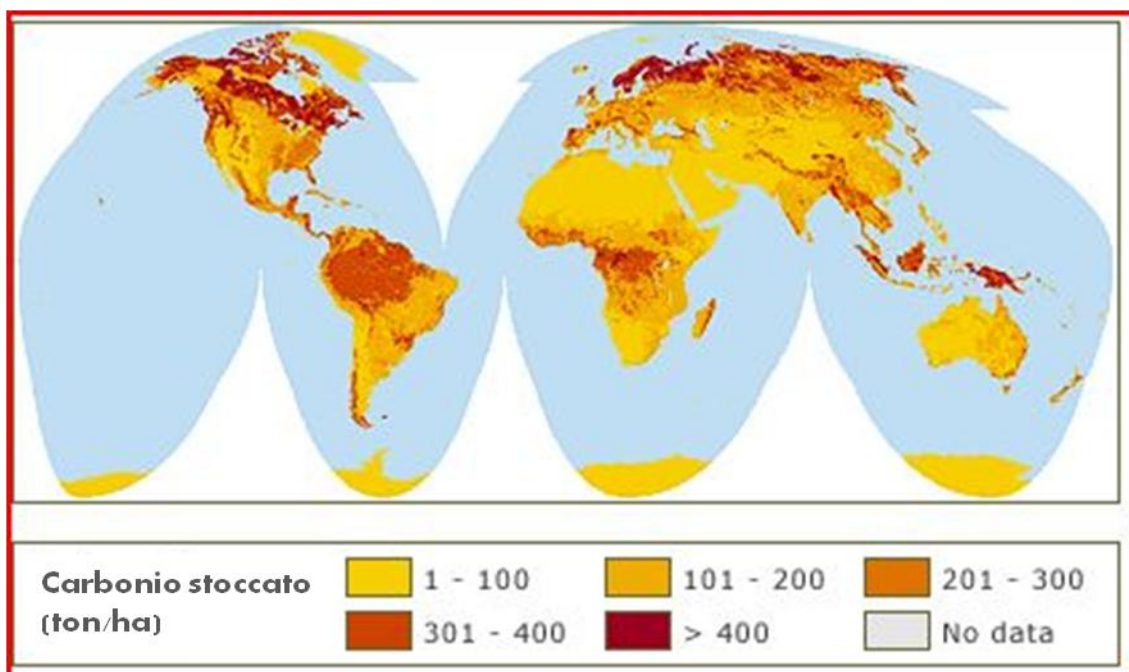 Carbonio stoccato
(ton/ha)
1 - 100
101 - 200
201 - 300
301 - 400
> 400
No data